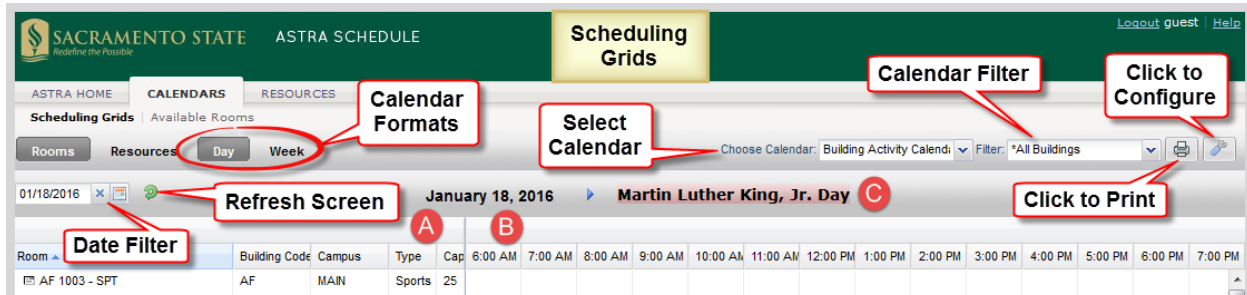 SACRAMENTO STATE
Redefine the Possible
ASTRA SCHEDULE
Scheduling
Grids
Logout guest | Help
ASTRA HOME CALENDARS RESOURCES
Calendar
Formats
Calendar Filter
Click to
Configure
Scheduling Grids | Available Rooms
Select
Calendar
Rooms Resources Day Week
Choose Calendar: Building Activity Calend Filter: *All Buildings
01/18/2016
Refresh Screen
January 18, 2016
Martin Luther King, Jr. Day C
Click to Print
A B
Date Filter
Room Building Code Campus Type Cap 6:00 AM 7:00 AM 8:00 AM 9:00 AM 10:00 AM 11:00 AM 12:00 PM 1:00 PM 2:00 PM 3:00 PM 4:00 PM 5:00 PM 6:00 PM 7:00 PM
AF 1003 - SPT AF MAIN Sports 25